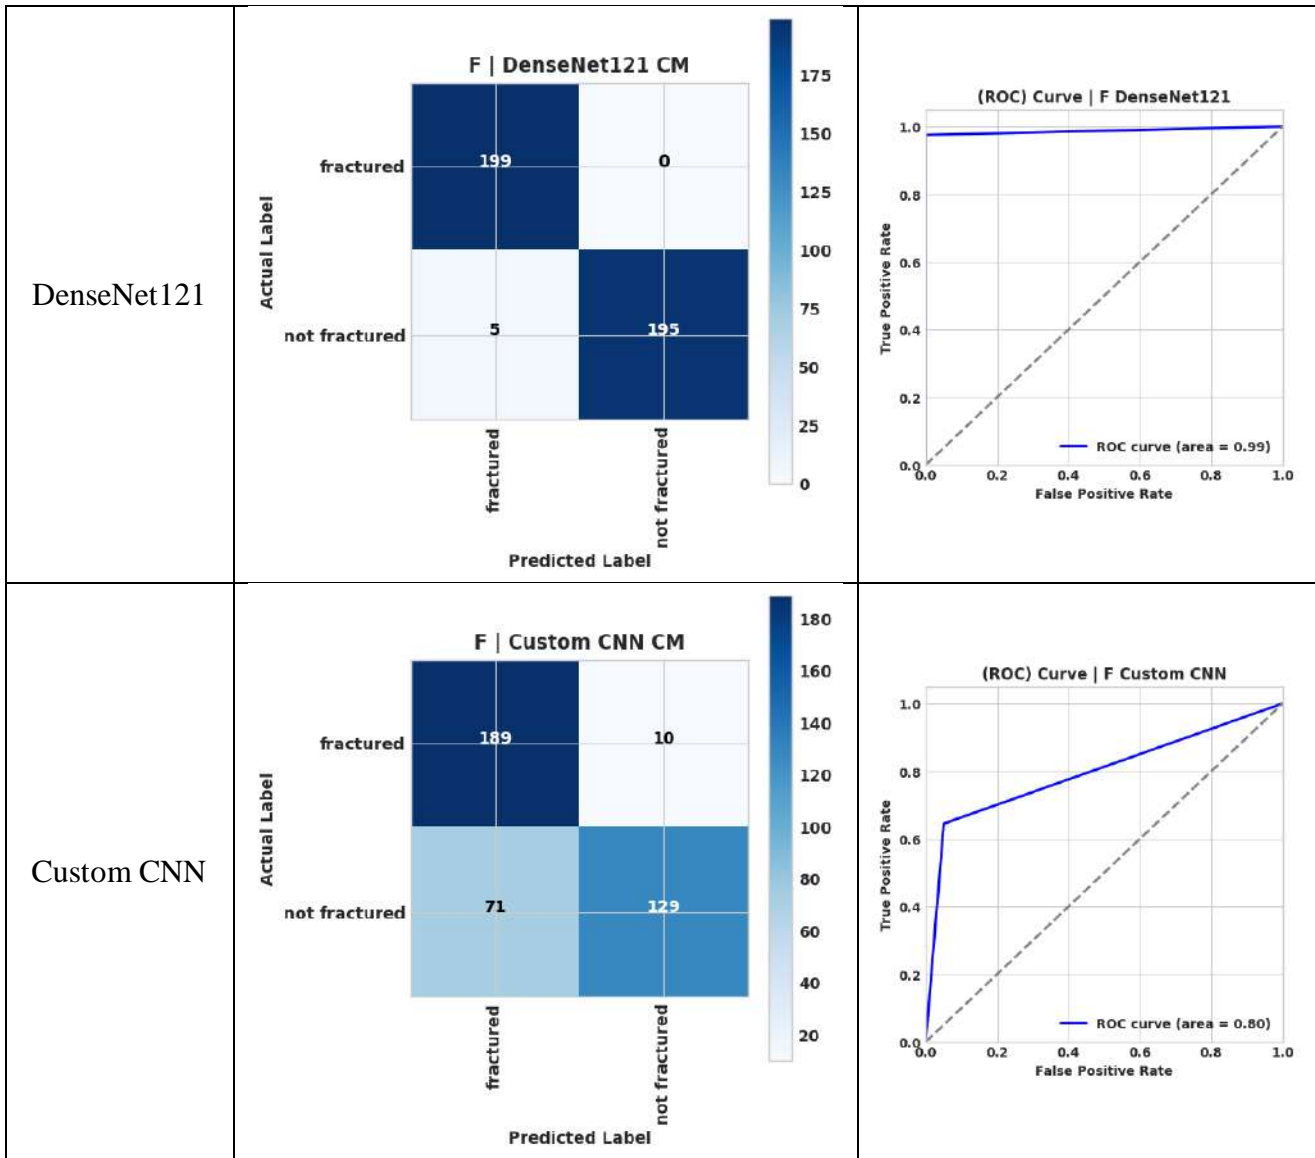 DenseNet121
F | DenseNet121 CM
Actual Label
fractured
not fractured
199
0
5
195
fractured
not fractured
Predicted Label
175
150
125
100
75
50
25
0
(ROC) Curve | F DenseNet121
True Positive Rate
1.0
0.8
0.6
0.4
0.2
0.0
0.0 0.2 0.4 0.6 0.8 1.0
False Positive Rate
ROC curve (area = 0.99)
Custom CNN
F | Custom CNN CM
Actual Label
fractured
not fractured
189
10
71
129
fractured
not fractured
Predicted Label
180
160
140
120
100
80
60
40
20
(ROC) Curve | F Custom CNN
True Positive Rate
1.0
0.8
0.6
0.4
0.2
0.0
0.0 0.2 0.4 0.6 0.8 1.0
False Positive Rate
ROC curve (area = 0.80)